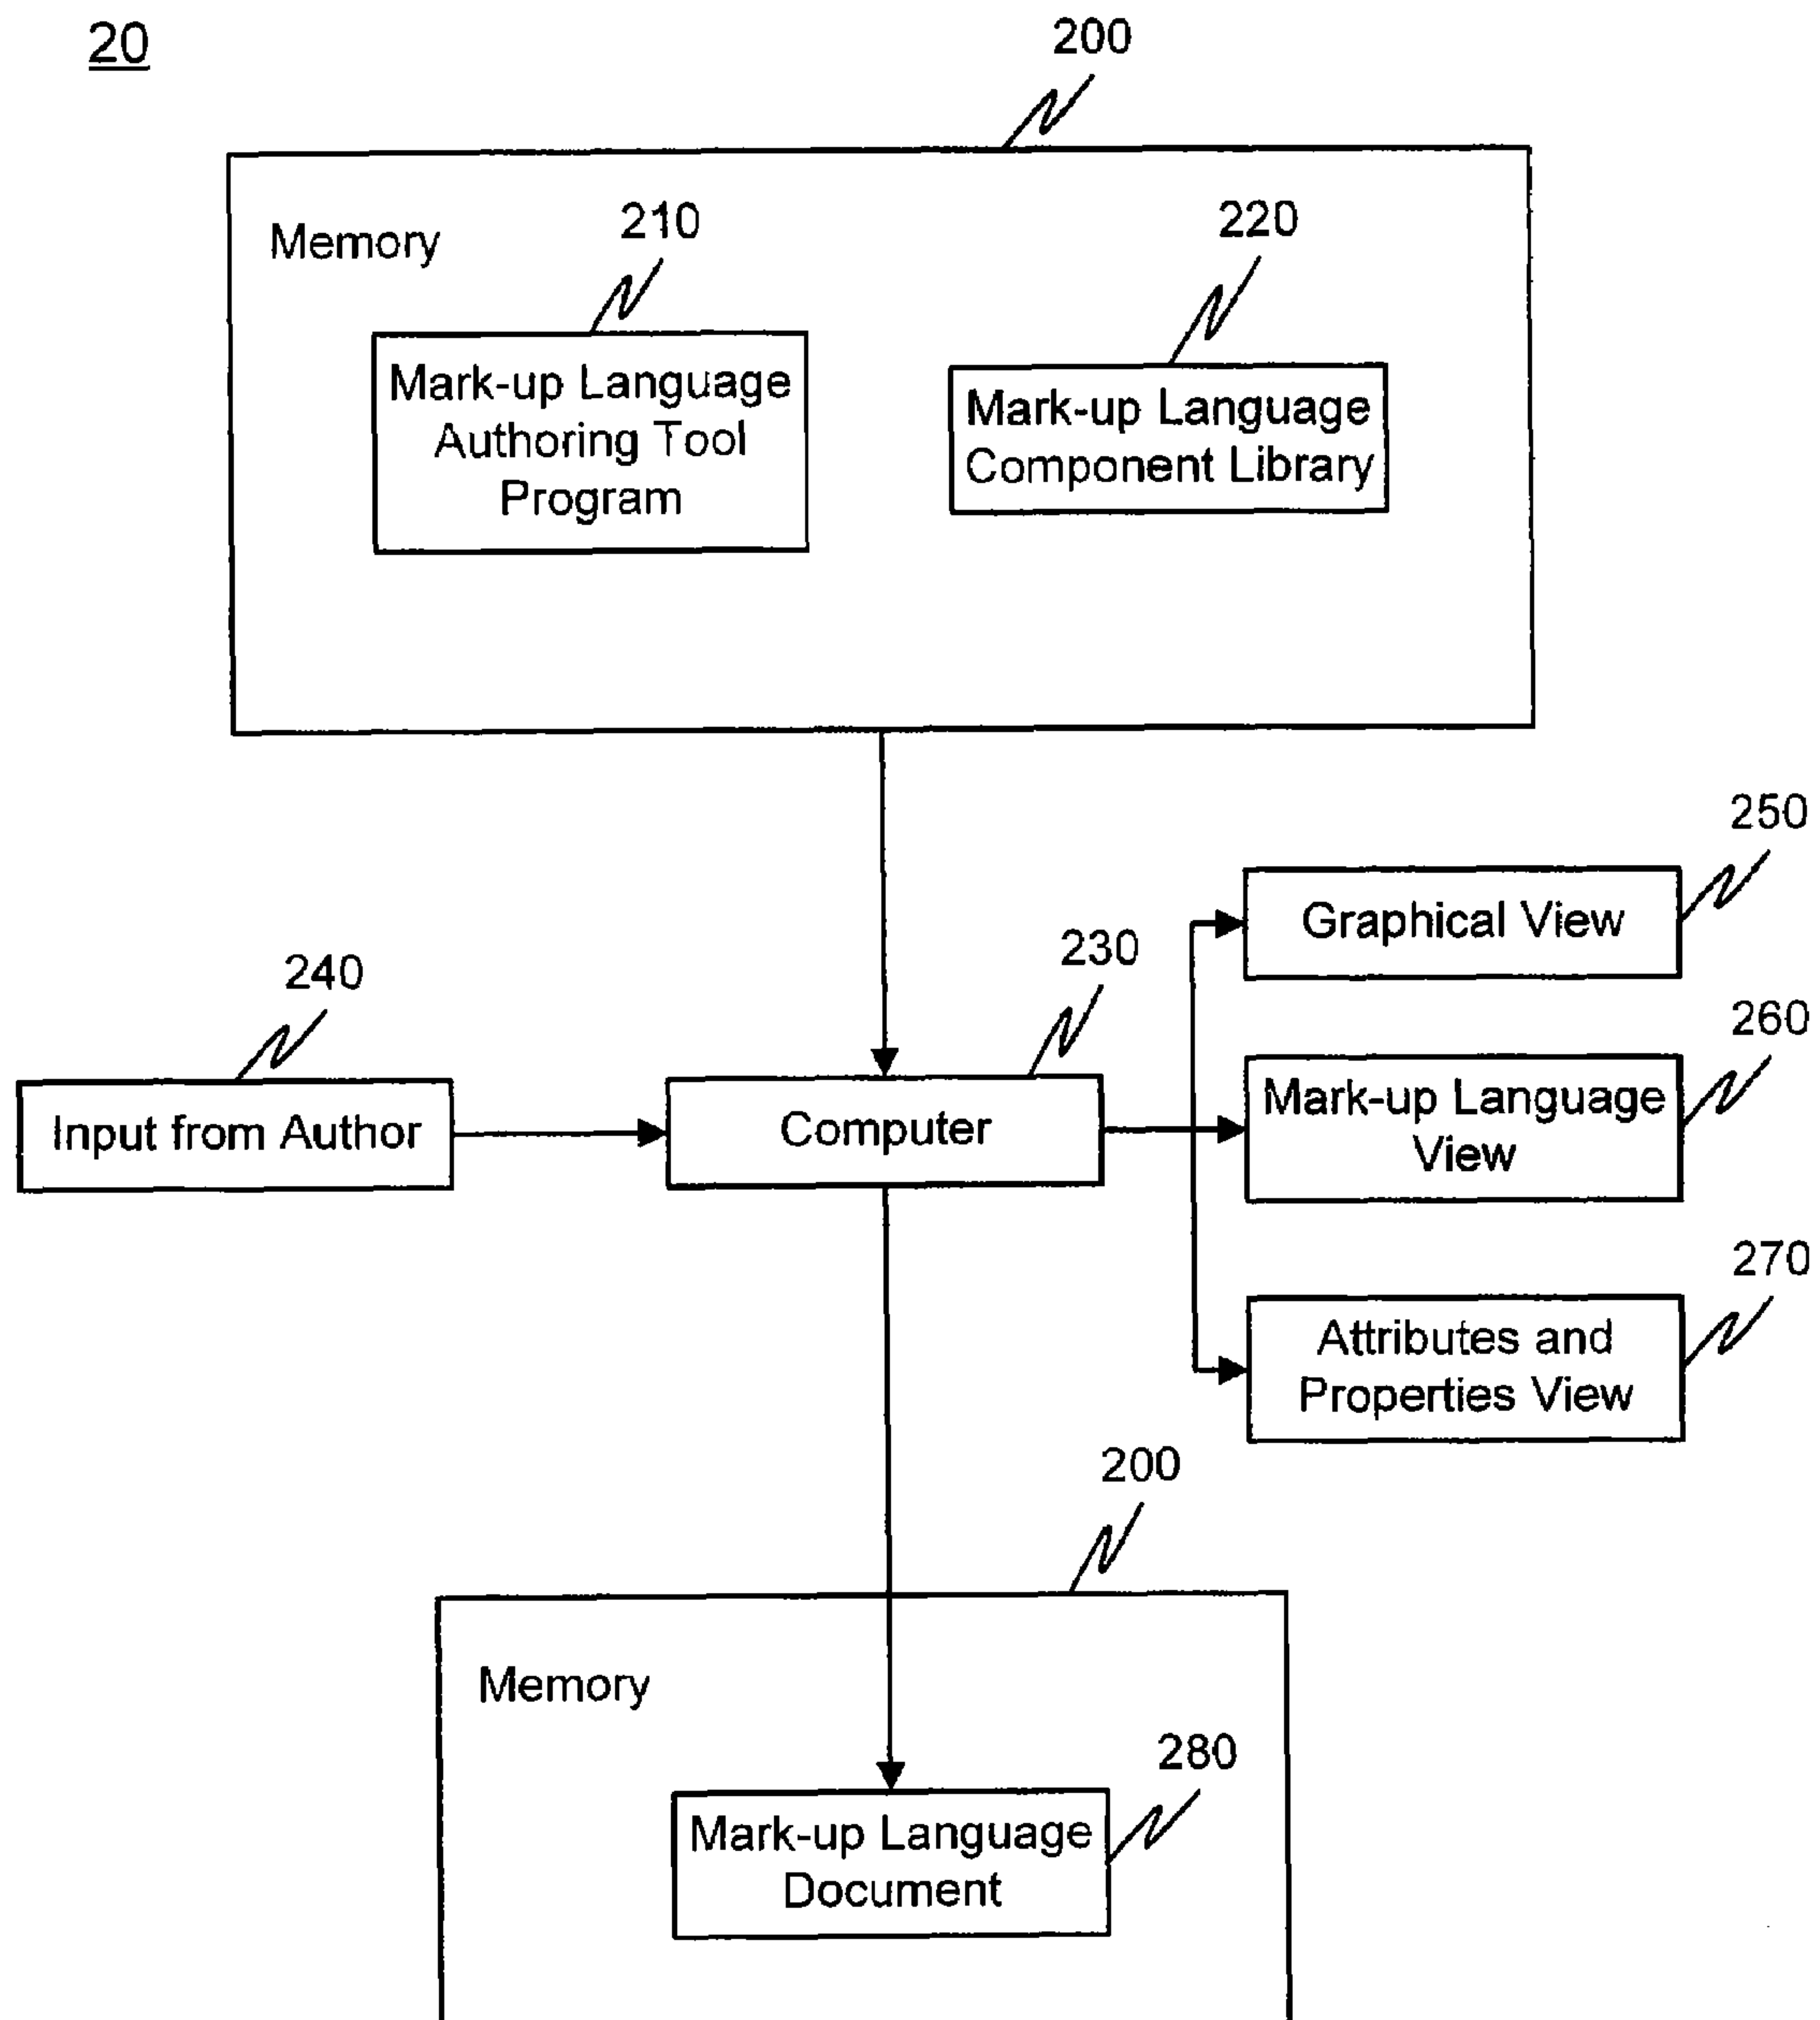 20
200
Memory
210
220
Mark-up Language
Authoring Tool
Program
Mark-up Language
Component Library
250
Graphical View
230
240
260
Input from Author
Computer
Mark-up Language
View
270
Attributes and
Properties View
200
Memory
280
Mark-up Language
Document